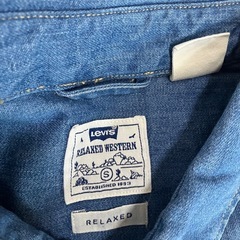 Levi's
RELAXED WESTERN
S
ESTABLISHED 1853
RELAXED